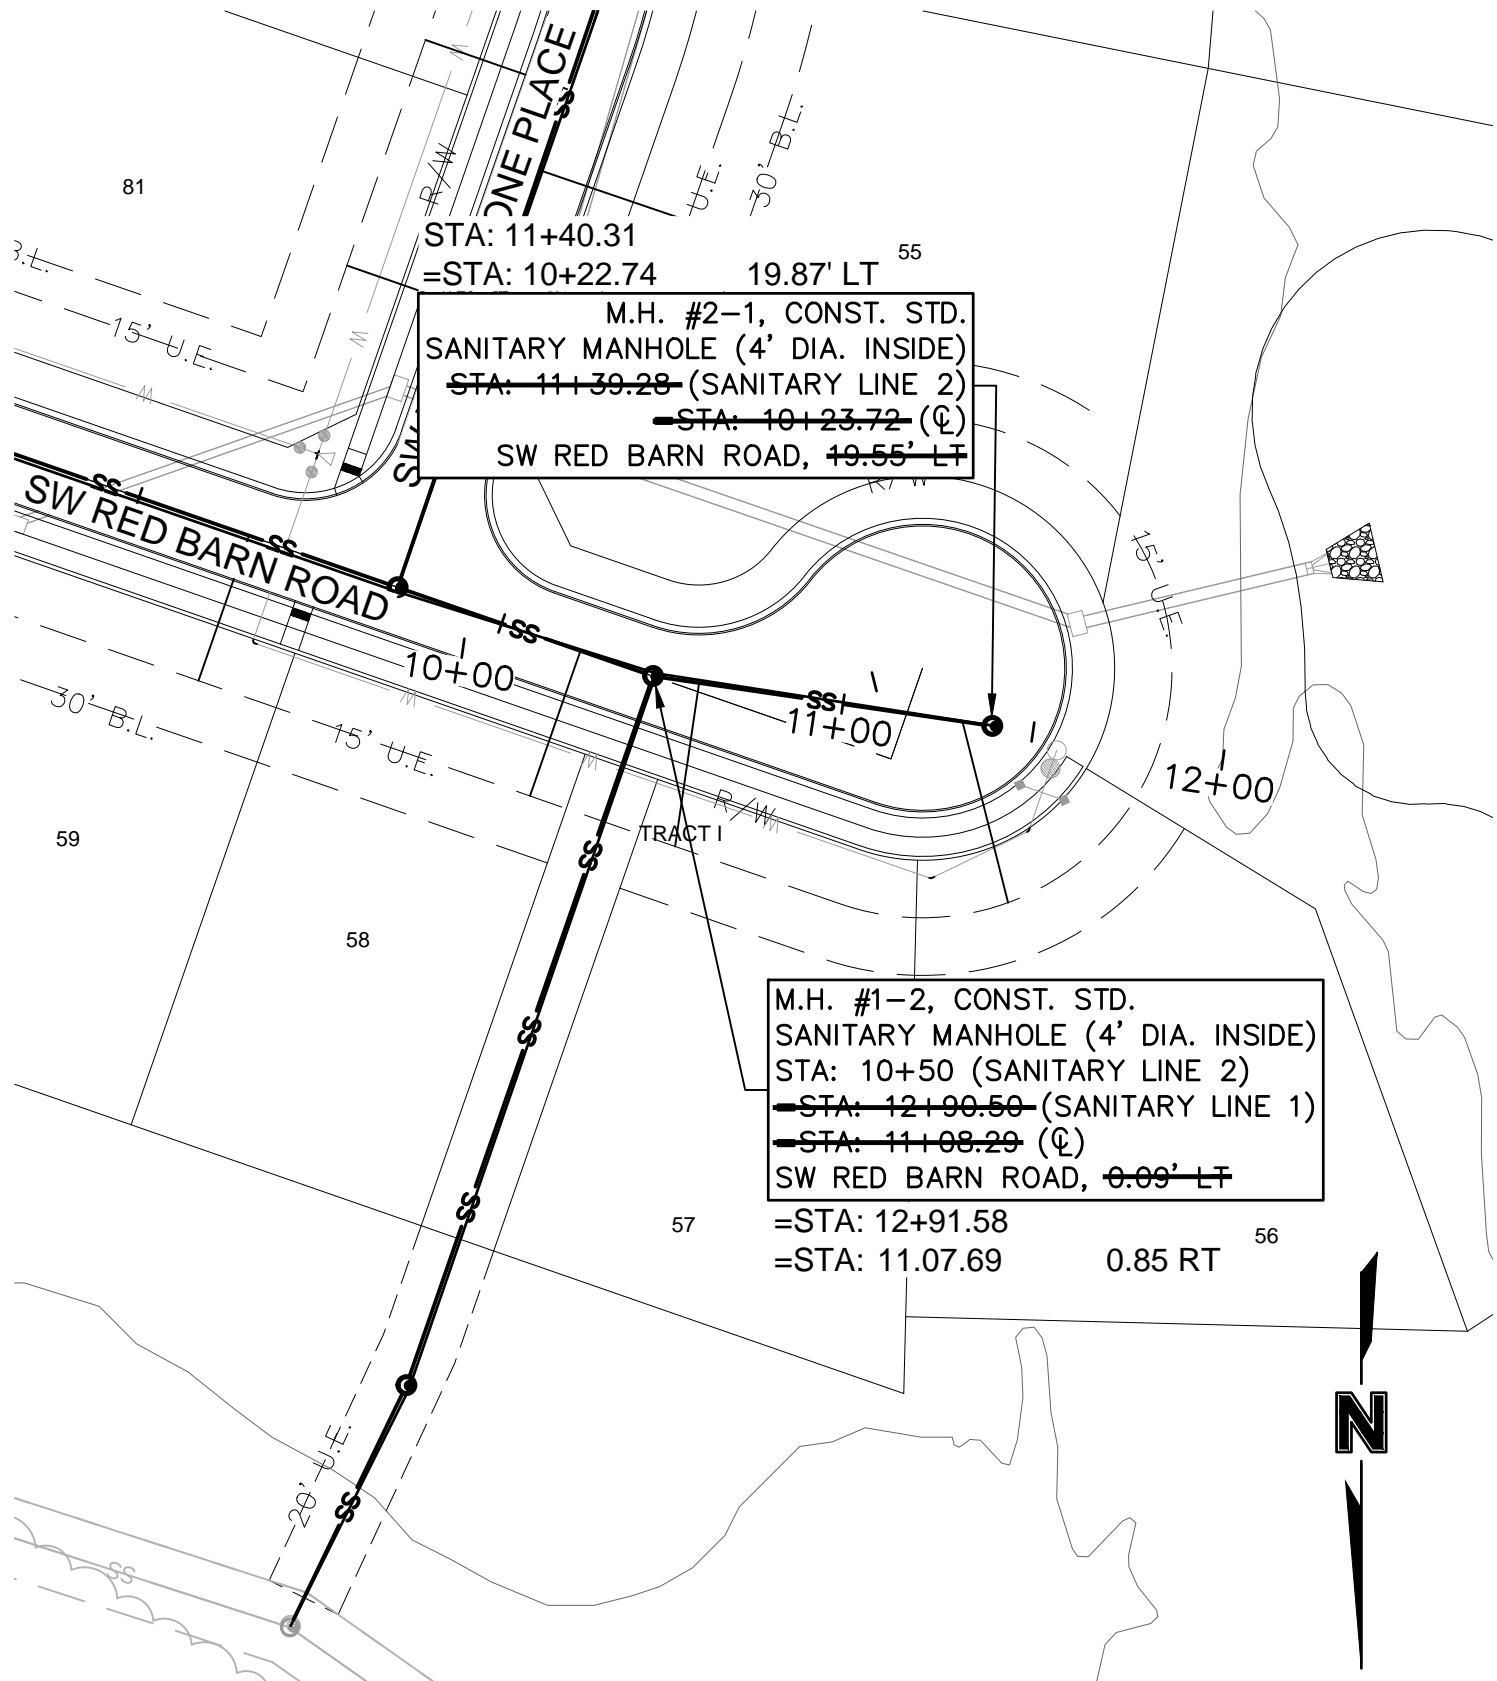 ONE PLACE
SS
R/W
U.E.
30' B.L.
81
STA: 11+40.31
=STA: 10+22.74 19.87' LT
55
B.L.
15' U.E.
M.H. #2-1, CONST. STD.
SANITARY MANHOLE (4' DIA. INSIDE)
STA: 11+39.28 (SANITARY LINE 2)
=STA: 10+23.72 (℄)
SW RED BARN ROAD, 19.55' LT
SW
R/W
SS
SW RED BARN ROAD
SS
SS
15' U.E.
10+00
SS
11+00
12+00
30' B.L.
15' U.E.
R/W
TRACT I
59
SS
58
M.H. #1-2, CONST. STD.
SANITARY MANHOLE (4' DIA. INSIDE)
STA: 10+50 (SANITARY LINE 2)
=STA: 12+90.50 (SANITARY LINE 1)
=STA: 11+08.29 (℄)
SW RED BARN ROAD, 0.09' LT
=STA: 12+91.58
=STA: 11.07.69 0.85 RT
SS
SS
57
56
N
20' U.E.
SS
SS